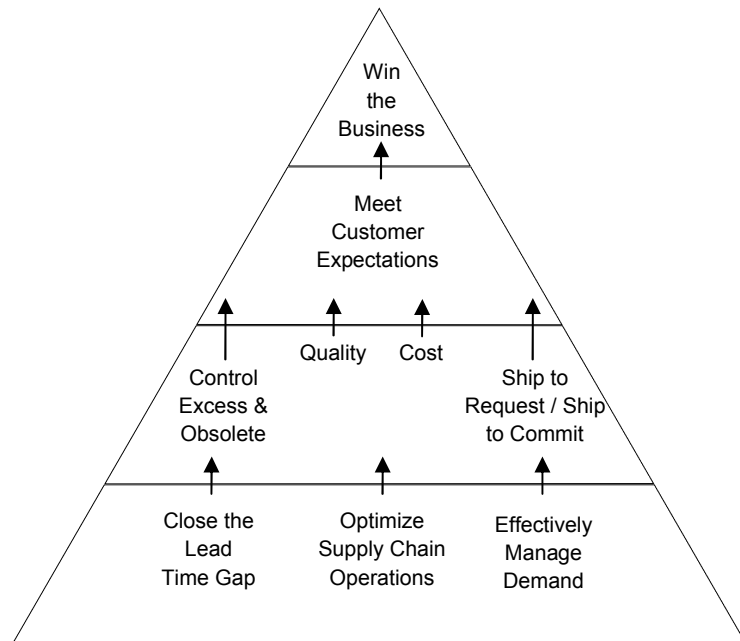 Win
the
Business
Meet
Customer
Expectations
Quality
Cost
Control
Excess &
Obsolete
Ship to
Request / Ship
to Commit
Close the
Lead
Time Gap
Optimize
Supply Chain
Operations
Effectively
Manage
Demand